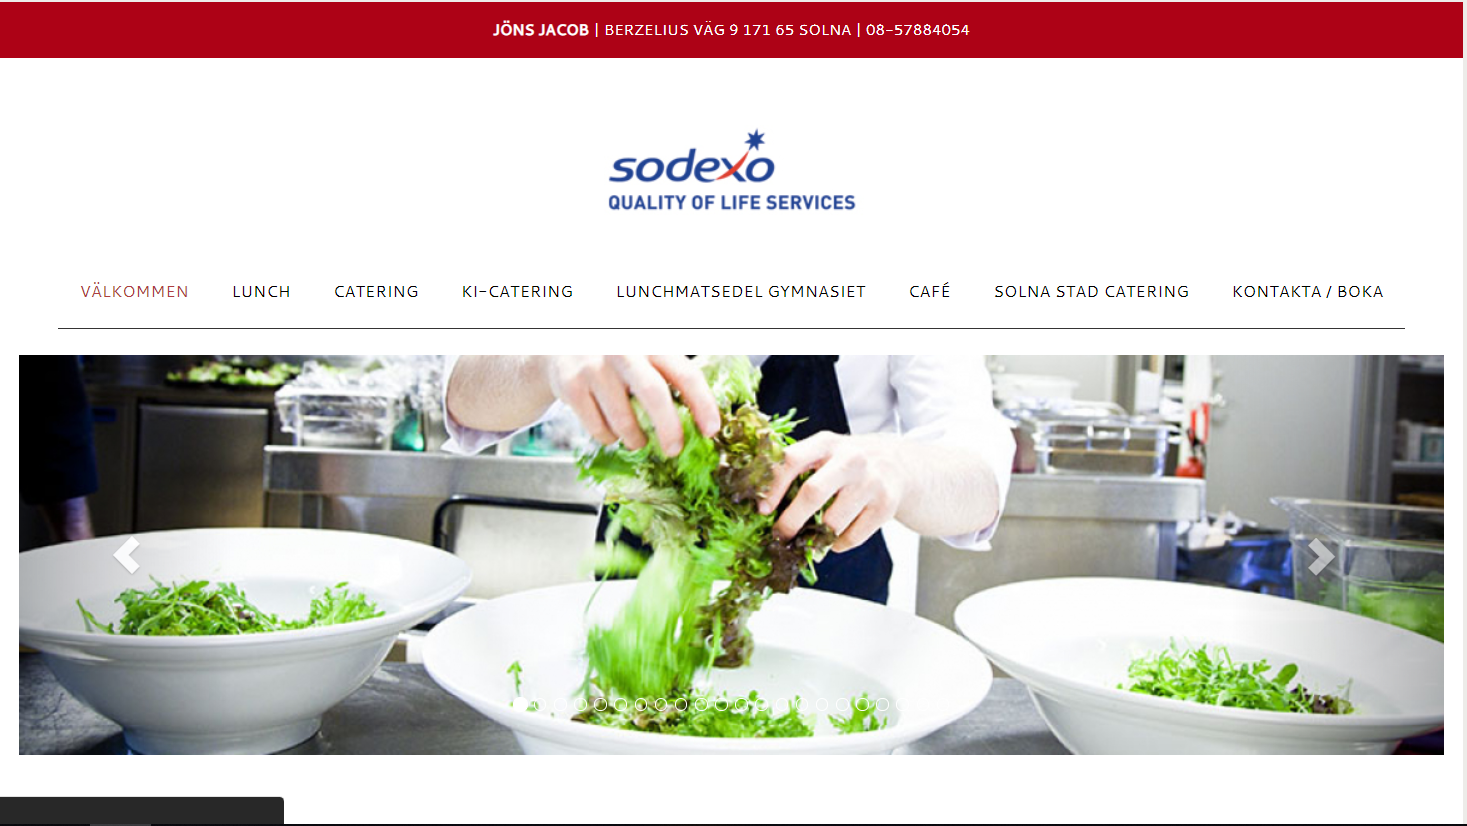 JÖNS JACOB | BERZELIUS VÄG 9 171 65 SOLNA | 08-57884054
sodexo
QUALITY OF LIFE SERVICES
VÄLKOMMEN LUNCH CATERING KI-CATERING LUNCHMATSEDEL GYMNASIET CAFÉ SOLNA STAD CATERING KONTAKTA / BOKA